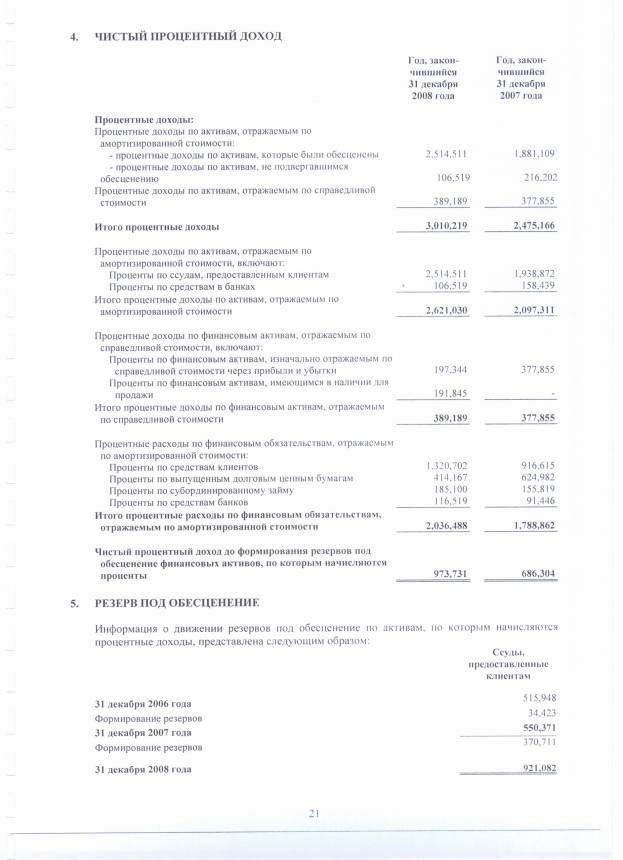 4. ЧИСТЫЙ ПРОЦЕНТНЫЙ ДОХОД
Год, закон- Год, закон-
чившийся чившийся
31 декабря 31 декабря
2008 года 2007 года
Процентные доходы:
Процентные доходы по активам, отражаемым по
амортизированной стоимости:
- процентные доходы по активам, которые были обесценены 2,514,511 1,881,109
- процентные доходы по активам, не подвергавшимся
обесценению 106,519 216,202
Процентные доходы по активам, отражаемым по справедливой
стоимости 389,189 377,855
Итого процентные доходы 3,010,219 2,475,166
Процентные доходы по активам, отражаемым по
амортизированной стоимости, включают:
Проценты по ссудам, предоставленным клиентам 2,514,511 1,938,872
Проценты по средствам в банках 106,519 158,439
Итого процентные доходы по активам, отражаемым по
амортизированной стоимости 2,621,030 2,097,311
Процентные доходы по финансовым активам, отражаемым по
справедливой стоимости, включают:
Проценты по финансовым активам, изначально отражаемым по
справедливой стоимости через прибыли и убытки 197,344 377,855
Проценты по финансовым активам, имеющимся в наличии для
продажи 191,845 -
Итого процентные доходы по финансовым активам, отражаемым
по справедливой стоимости 389,189 377,855
Процентные расходы по финансовым обязательствам, отражаемым
по амортизированной стоимости:
Проценты по средствам клиентов 1,320,702 916,615
Проценты по выпущенным долговым ценным бумагам 414,167 624,982
Проценты по субординированному займу 185,100 155,819
Проценты по средствам банков 116,519 91,446
Итого процентные расходы по финансовым обязательствам,
отражаемым по амортизированной стоимости 2,036,488 1,788,862
Чистый процентный доход до формирования резервов под
обесценение финансовых активов, по которым начисляются
проценты 973,731 686,304
5. РЕЗЕРВ ПОД ОБЕСЦЕНЕНИЕ
Информация о движении резервов под обесценение по активам, по которым начисляются
процентные доходы, представлена следующим образом:
Ссуды,
предоставленные
клиентам
31 декабря 2006 года 515,948
Формирование резервов 34,423
31 декабря 2007 года 550,371
Формирование резервов 370,711
31 декабря 2008 года 921,082
21